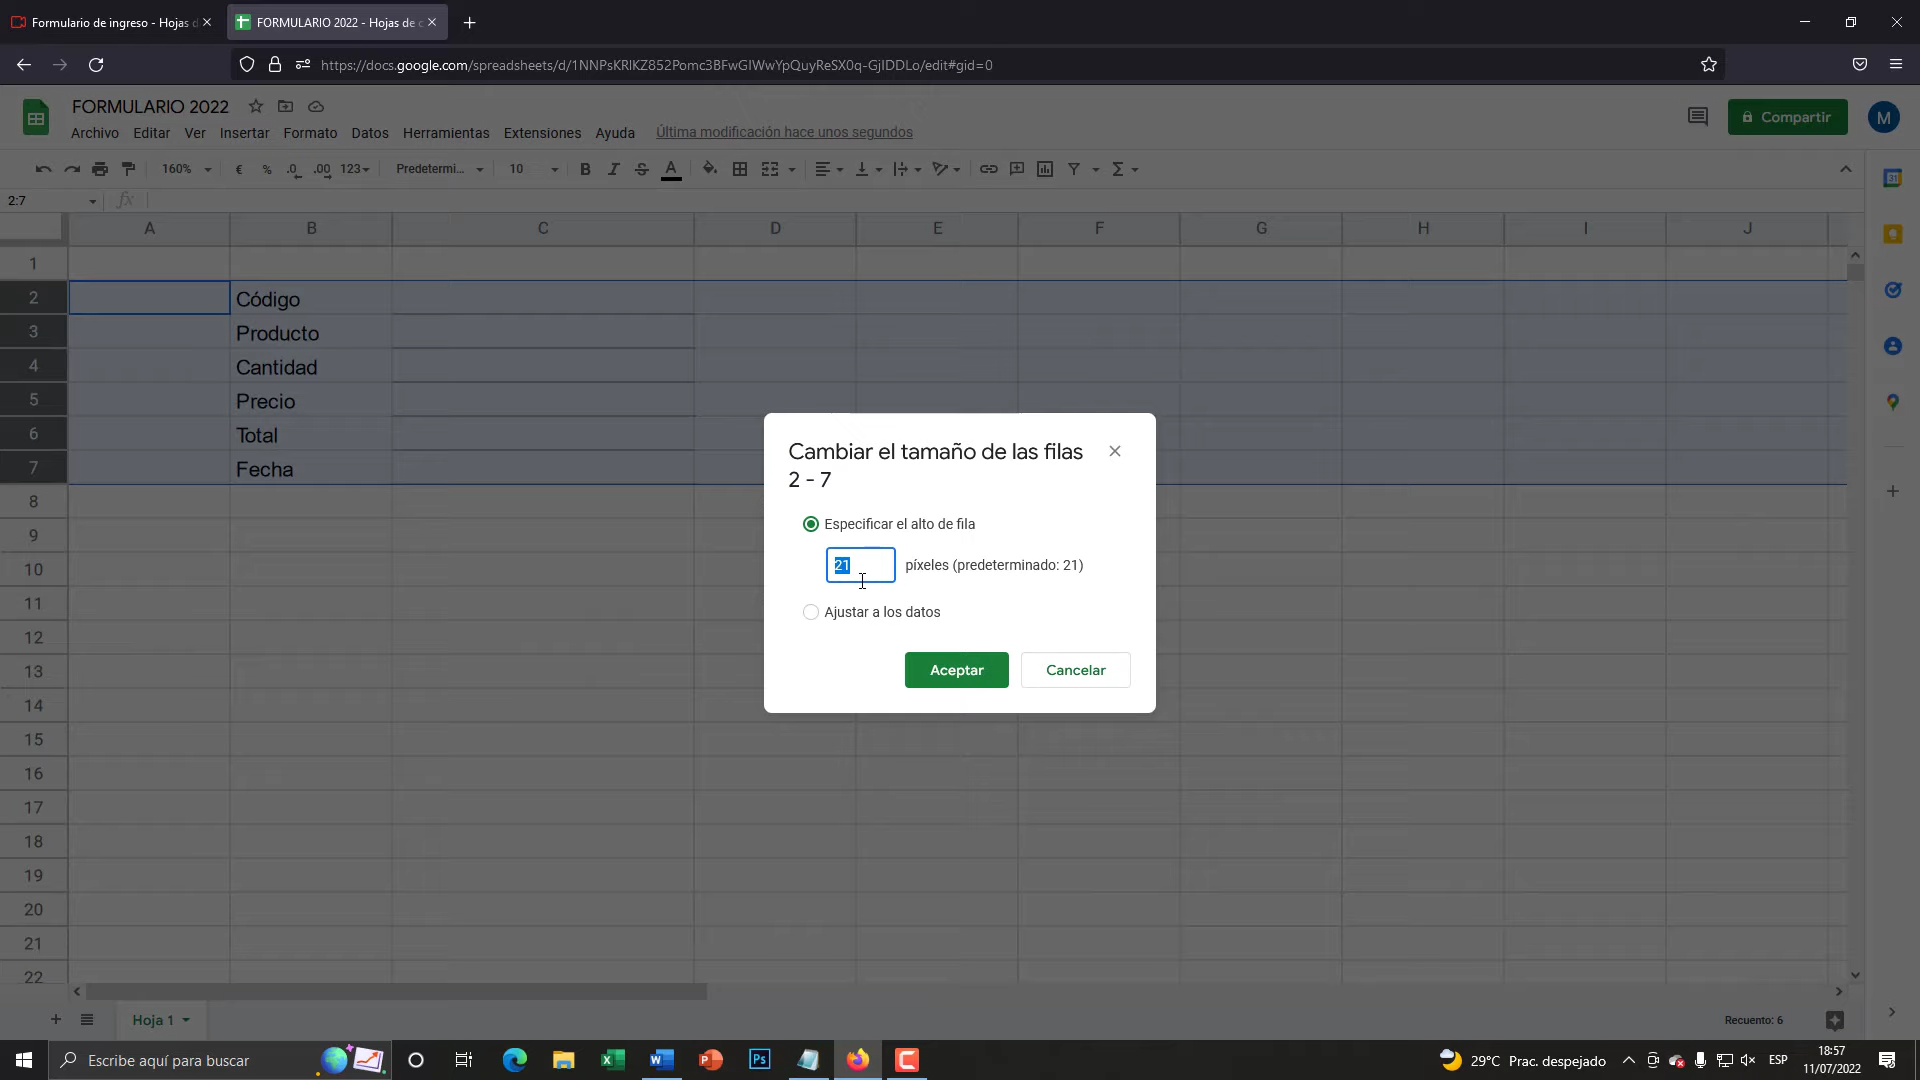 Formulario de ingreso - Hojas d
FORMULARIO 2022 - Hojas de c
https://docs.google.com/spreadsheets/d/1NNPsKRlKZ852Pomc3BFwGIWwYpQuyReSX0q-GjIDDLo/edit#gid=0
FORMULARIO 2022
Archivo Editar Ver Insertar Formato Datos Herramientas Extensiones Ayuda Última modificación hace unos segundos
Compartir
M
160% € % .0 .00 123 Predetermi... 10 B I S A Σ
31
2:7 fx
A B C D E F G H I J
1
2 Código
3 Producto
4 Cantidad
5 Precio
6 Total
7 Fecha
8
9
10
11
12
13
14
15
16
17
18
19
20
21
22
Cambiar el tamaño de las filas
2 - 7
Especificar el alto de fila
21 píxeles (predeterminado: 21)
Ajustar a los datos
Aceptar Cancelar
Hoja 1
Recuento: 6
Escribe aquí para buscar
Ps
29°C Prac. despejado
ESP
18:57
11/07/2022